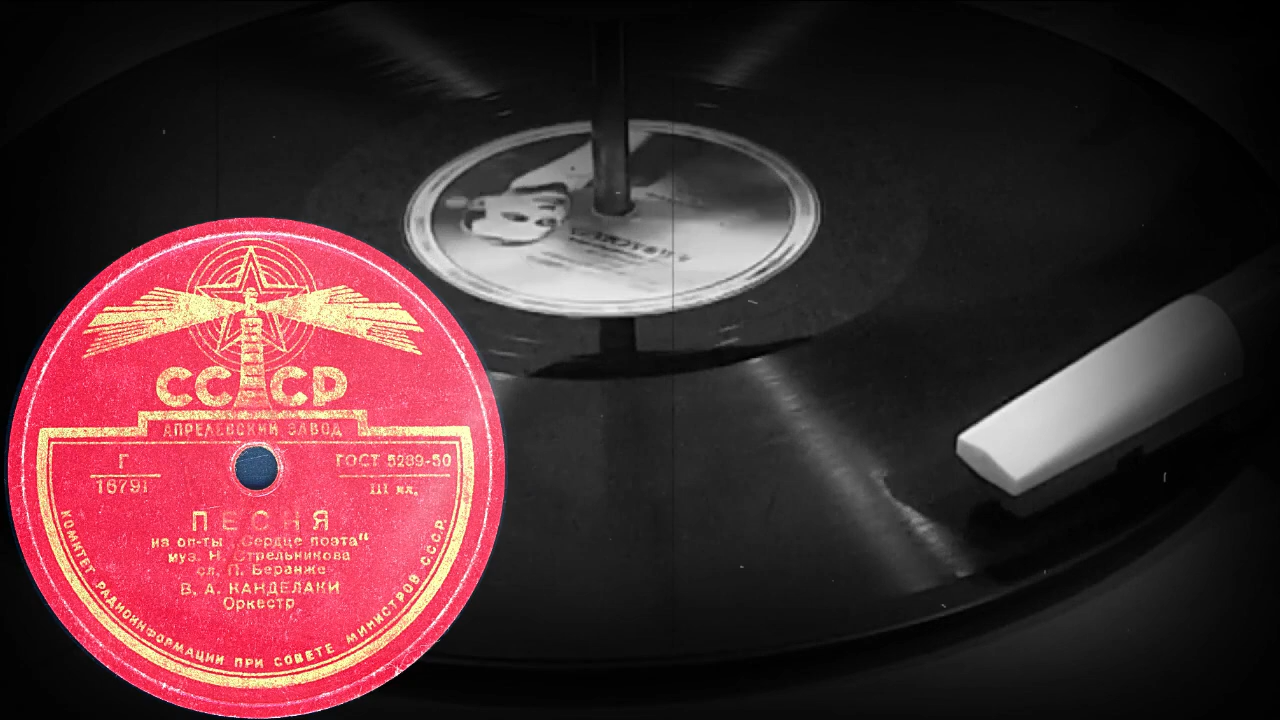 СССР
АПРЕЛЕВСКИЙ ЗАВОД
Г
16791
ГОСТ 5289-50
III кл.
ПЕСНЯ
из оп-ты „Сердце поэта“
муз. Н. Стрельникова
сл. П. Беранже
В. А. КАНДЕЛАКИ
Оркестр
КОМИТЕТ РАДИОИНФОРМАЦИИ ПРИ СОВЕТЕ МИНИСТРОВ СССР.